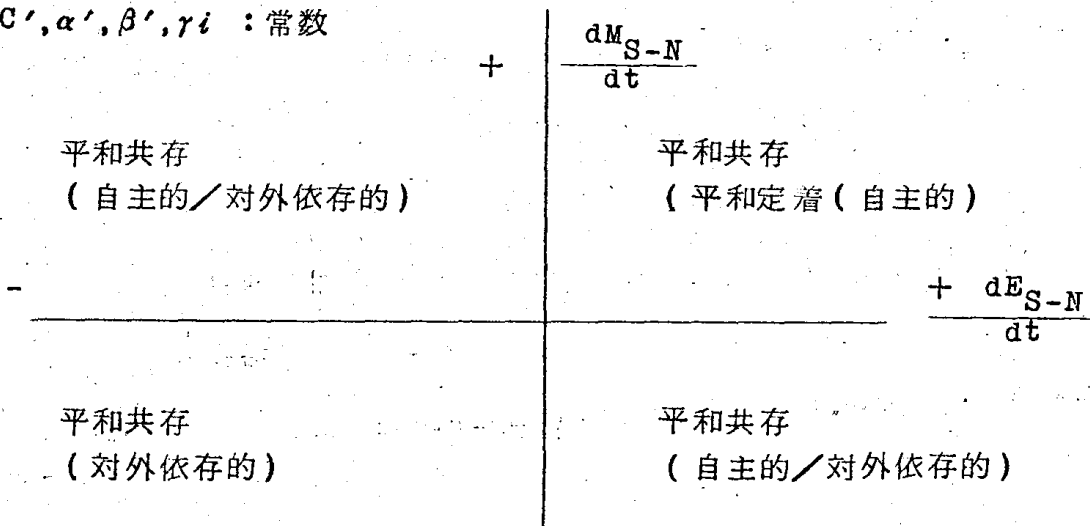 C′,α′,β′,γi ：常数
+ dM_{S-N}/dt
平和共存 平和共存
(自主的／対外依存的) (平和定着(自主的)
- + dE_{S-N}/dt
平和共存 平和共存
(対外依存的) (自主的／対外依存的)